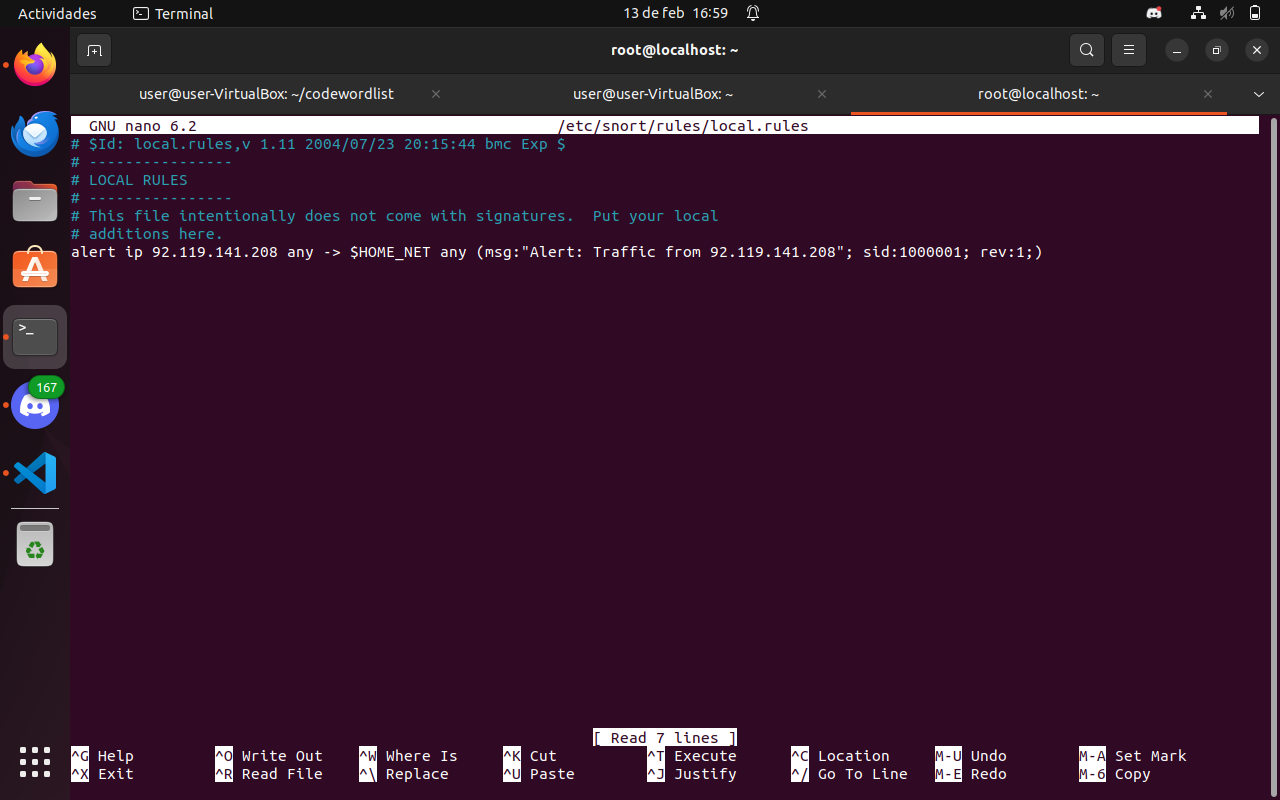 Actividades
Terminal
13 de feb 16:59
root@localhost: ~
user@user-VirtualBox: ~/codewordlist
user@user-VirtualBox: ~
root@localhost: ~
GNU nano 6.2 /etc/snort/rules/local.rules
# $Id: local.rules,v 1.11 2004/07/23 20:15:44 bmc Exp $
# ----------------
# LOCAL RULES
# ----------------
# This file intentionally does not come with signatures.  Put your local
# additions here.
alert ip 92.119.141.208 any -> $HOME_NET any (msg:"Alert: Traffic from 92.119.141.208"; sid:1000001; rev:1;)
167
[ Read 7 lines ]
^G Help ^O Write Out ^W Where Is ^K Cut ^T Execute ^C Location M-U Undo M-A Set Mark
^X Exit ^R Read File ^\ Replace ^U Paste ^J Justify ^/ Go To Line M-E Redo M-6 Copy